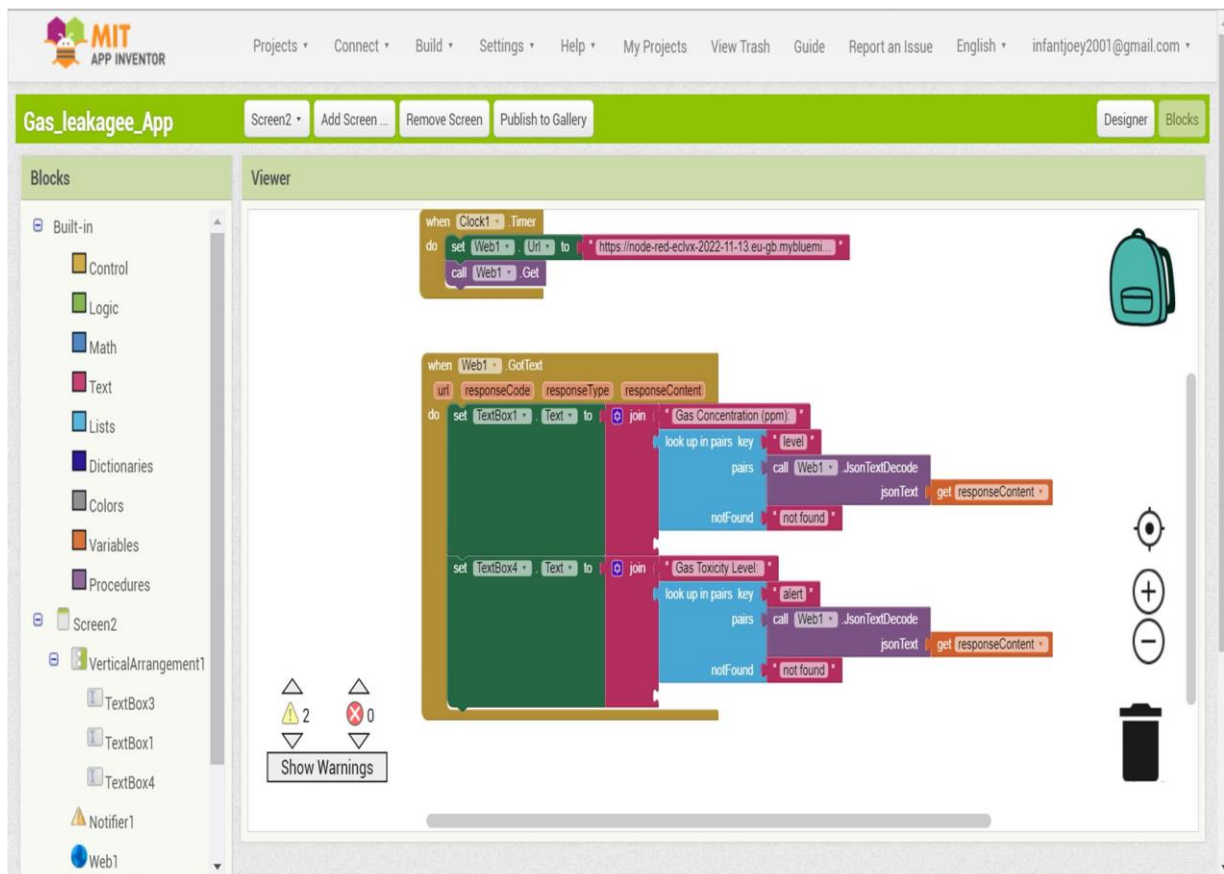 MIT
APP INVENTOR
Projects Connect Build Settings Help My Projects View Trash Guide Report an Issue English infantjoey2001@gmail.com
Gas_leakagee_App Screen2 Add Screen ... Remove Screen Publish to Gallery Designer Blocks
Blocks Viewer
Built-in
Control
Logic
Math
Text
Lists
Dictionaries
Colors
Variables
Procedures
Screen2
VerticalArrangement1
TextBox3
TextBox1
TextBox4
Notifier1
Web1
when Clock1 .Timer
do set Web1 . Url to " https://node-red-eclvx-2022-11-13.eu-gb.mybluemi... "
call Web1 .Get
when Web1 .GotText
url responseCode responseType responseContent
do set TextBox1 . Text to join " Gas Concentration (ppm): "
look up in pairs key " level "
pairs call Web1 .JsonTextDecode
jsonText get responseContent
notFound " not found "
set TextBox4 . Text to join " Gas Toxicity Level: "
look up in pairs key " alert "
pairs call Web1 .JsonTextDecode
jsonText get responseContent
notFound " not found "
2 0
Show Warnings